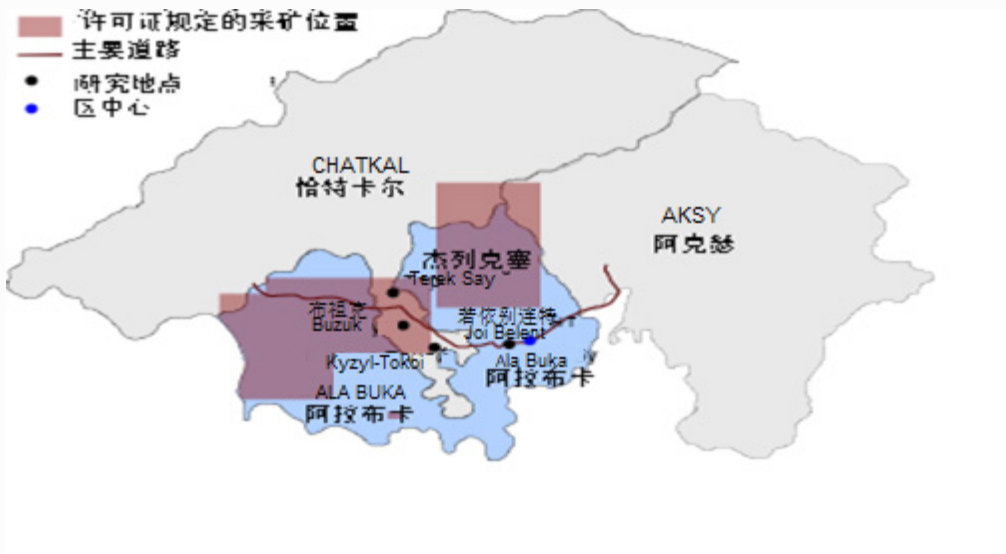 许可证规定的采矿位置
主要道路
研究地点
区中心
CHATKAL
恰特卡尔
AKSY
阿克瑟
杰列克塞
Terek Say
布祖克
Buzuk
若依别连特
Joi Belent
Kyzyl-Tokoi
Ala Buka
阿拉布卡
ALA BUKA
阿拉布卡